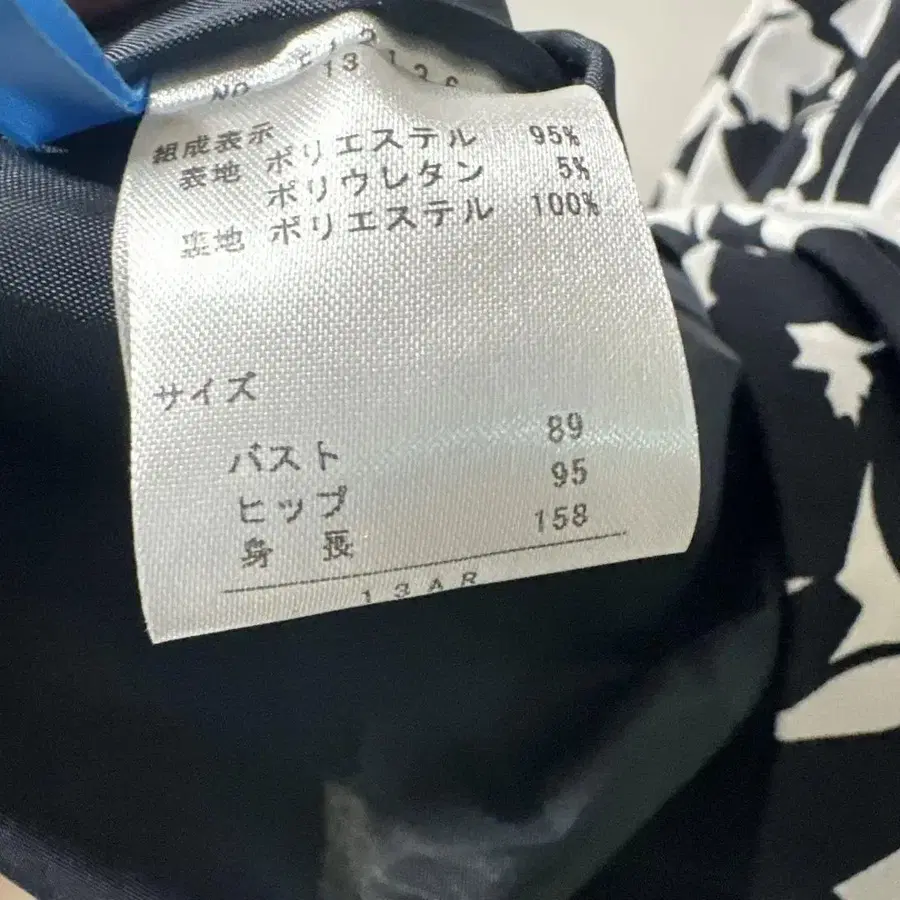 組成表示
表地 ポリエステル 95%
ポリウレタン 5%
裏地 ポリエステル 100%
サイズ
バスト 89
ヒップ 95
身 長 158
13AR